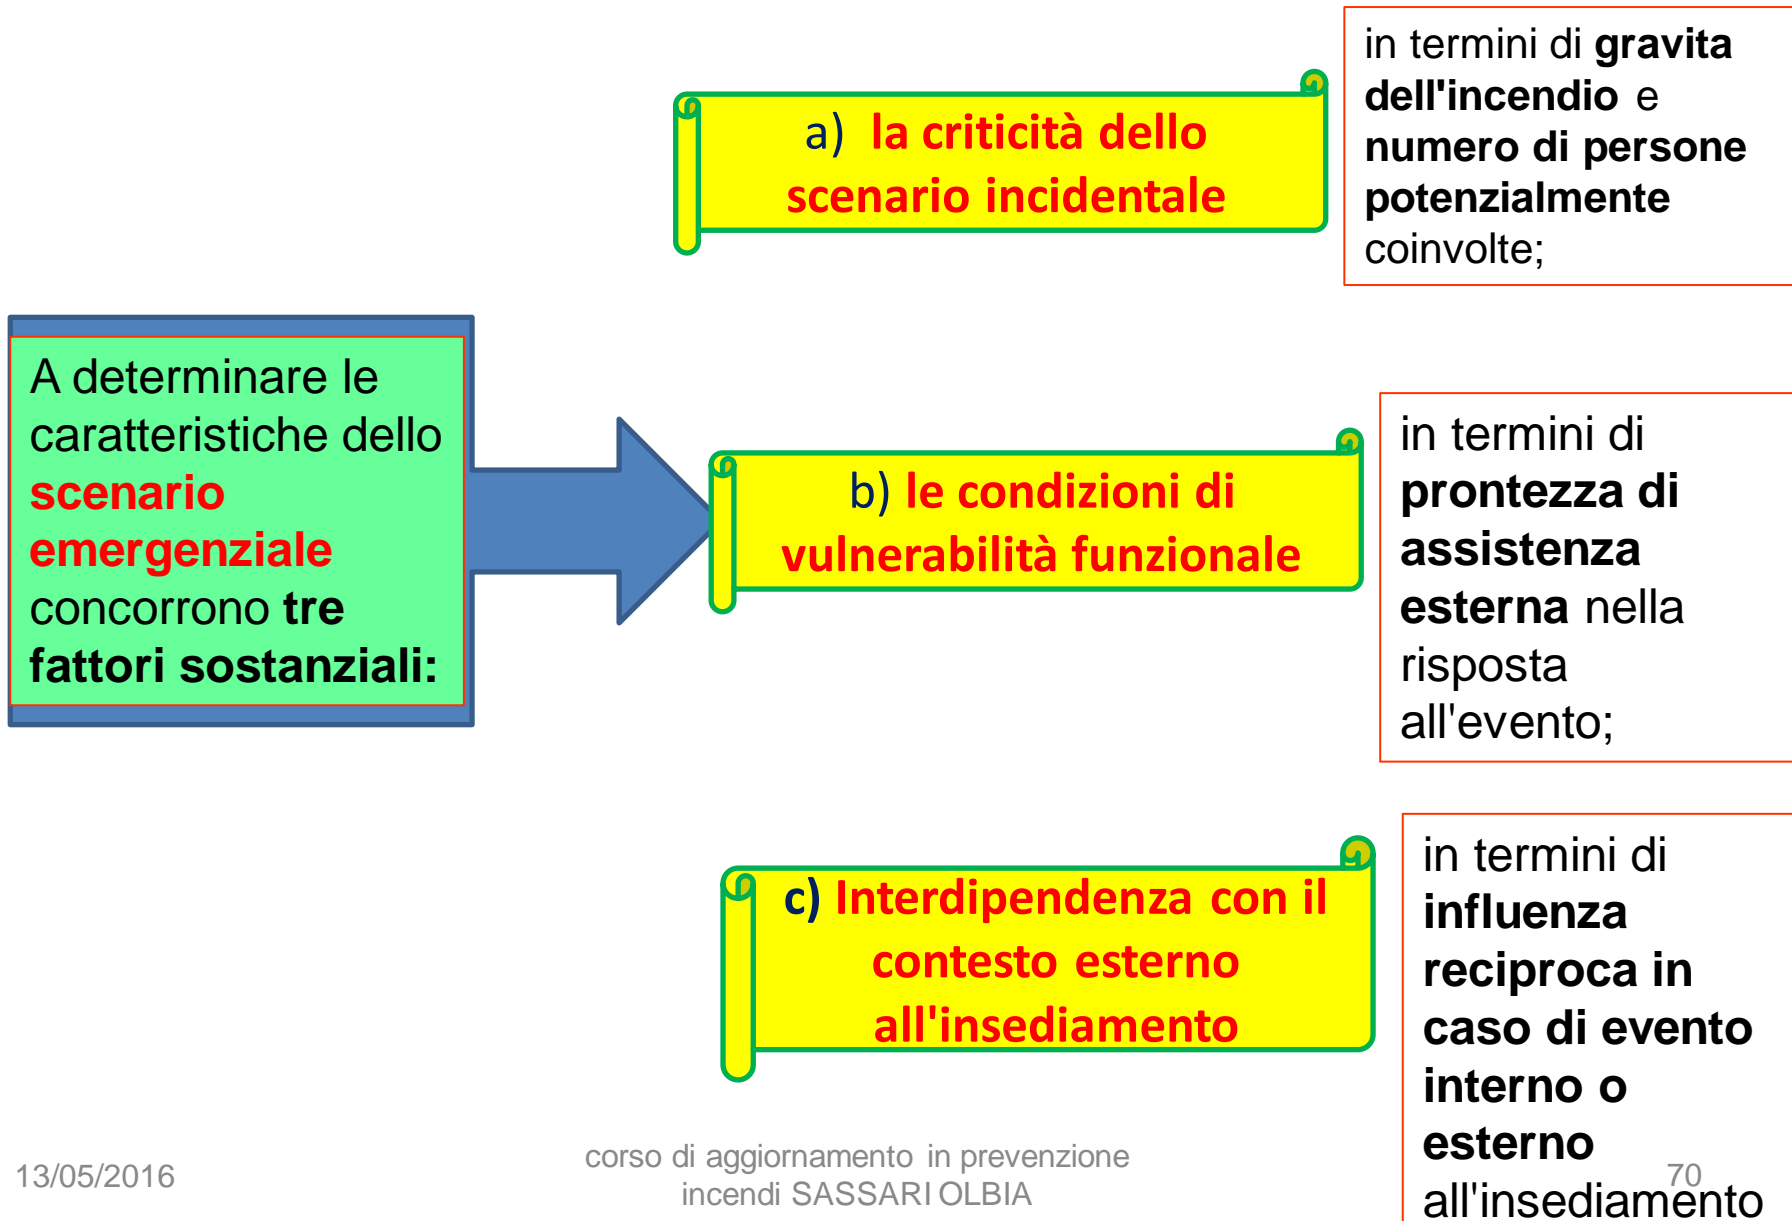 A determinare le
caratteristiche dello
scenario
emergenziale
concorrono tre
fattori sostanziali:
a) la criticità dello
scenario incidentale
in termini di gravita
dell'incendio e
numero di persone
potenzialmente
coinvolte;
b) le condizioni di
vulnerabilità funzionale
in termini di
prontezza di
assistenza
esterna nella
risposta
all'evento;
c) Interdipendenza con il
contesto esterno
all'insediamento
in termini di
influenza
reciproca in
caso di evento
interno o
esterno
all'insediamento
13/05/2016
corso di aggiornamento in prevenzione
incendi SASSARI OLBIA
70